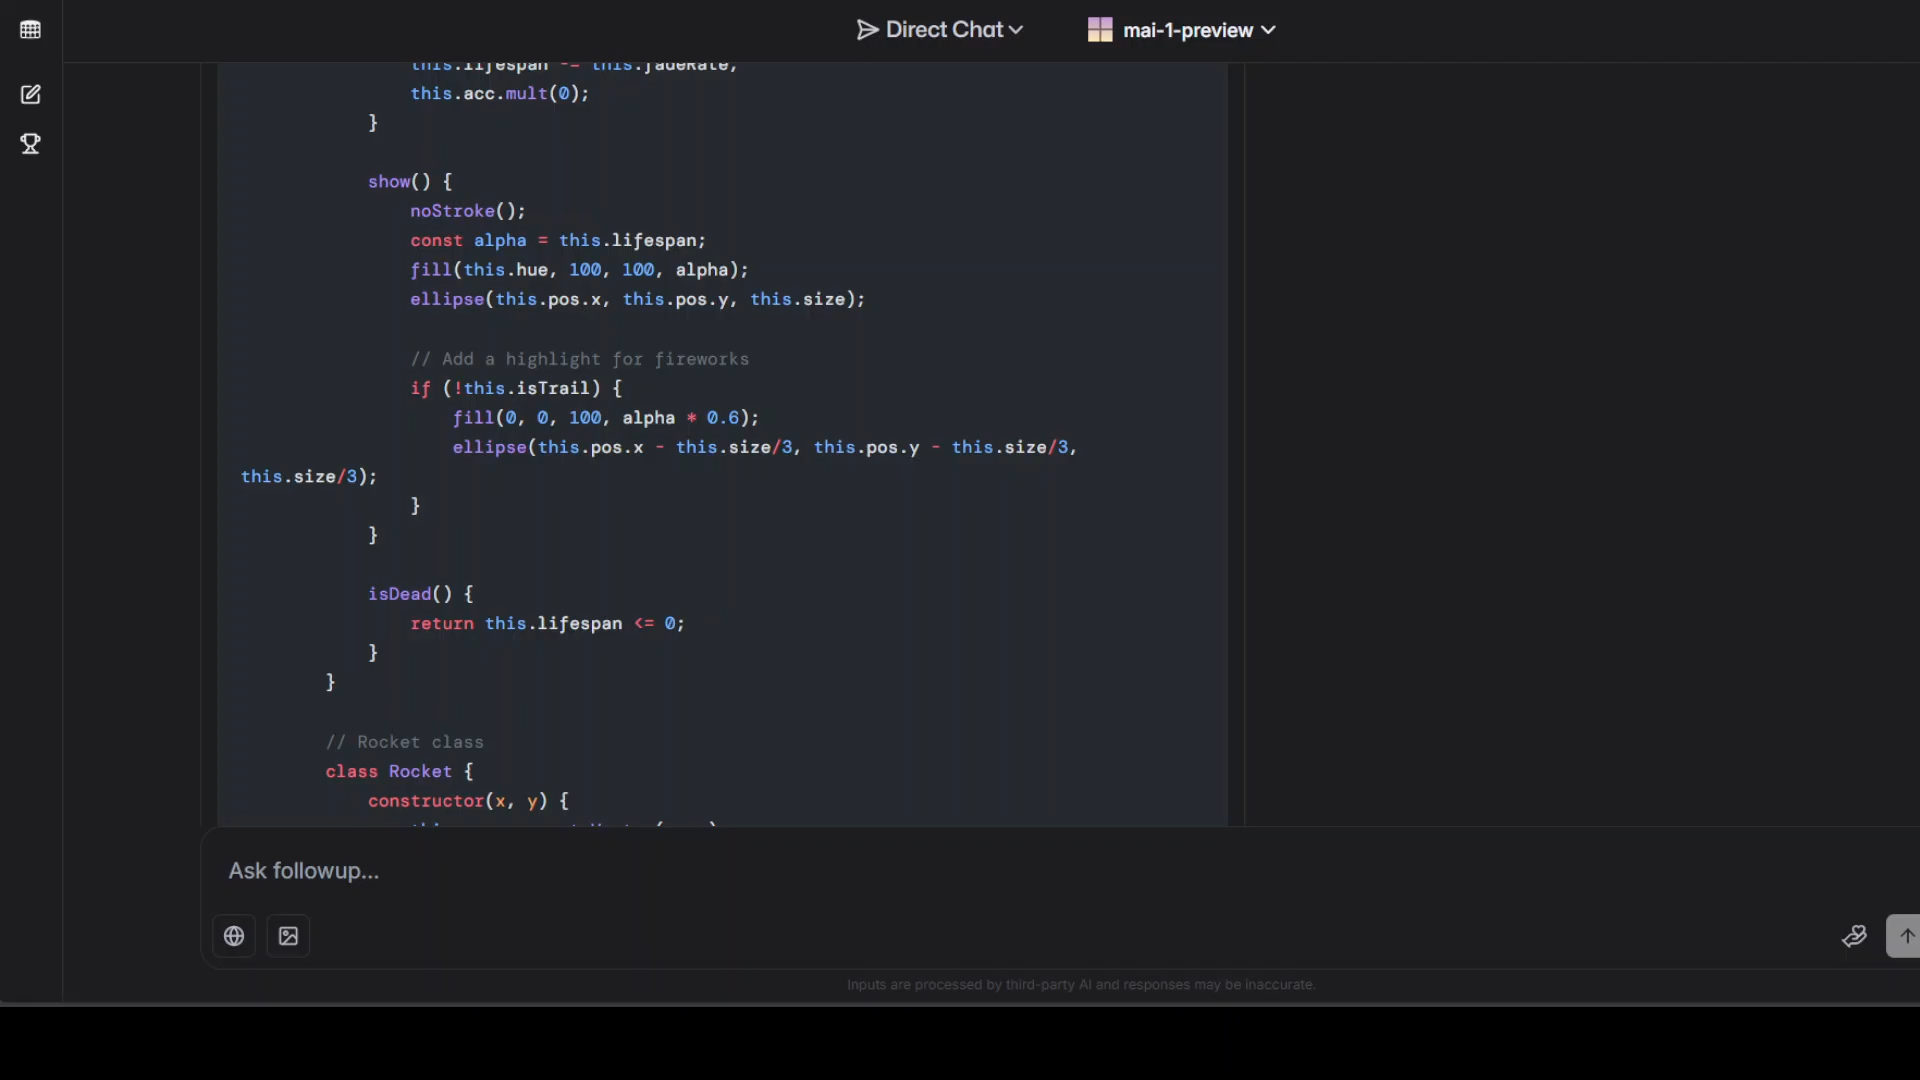 Direct Chat
mai-1-preview
this.lifespan -= this.fadeRate;
this.acc.mult(0);
}
show() {
noStroke();
const alpha = this.lifespan;
fill(this.hue, 100, 100, alpha);
ellipse(this.pos.x, this.pos.y, this.size);
// Add a highlight for fireworks
if (!this.isTrail) {
fill(0, 0, 100, alpha * 0.6);
ellipse(this.pos.x - this.size/3, this.pos.y - this.size/3,
this.size/3);
}
}
isDead() {
return this.lifespan <= 0;
}
}
// Rocket class
class Rocket {
constructor(x, y) {
Ask followup...
Inputs are processed by third-party AI and responses may be inaccurate.